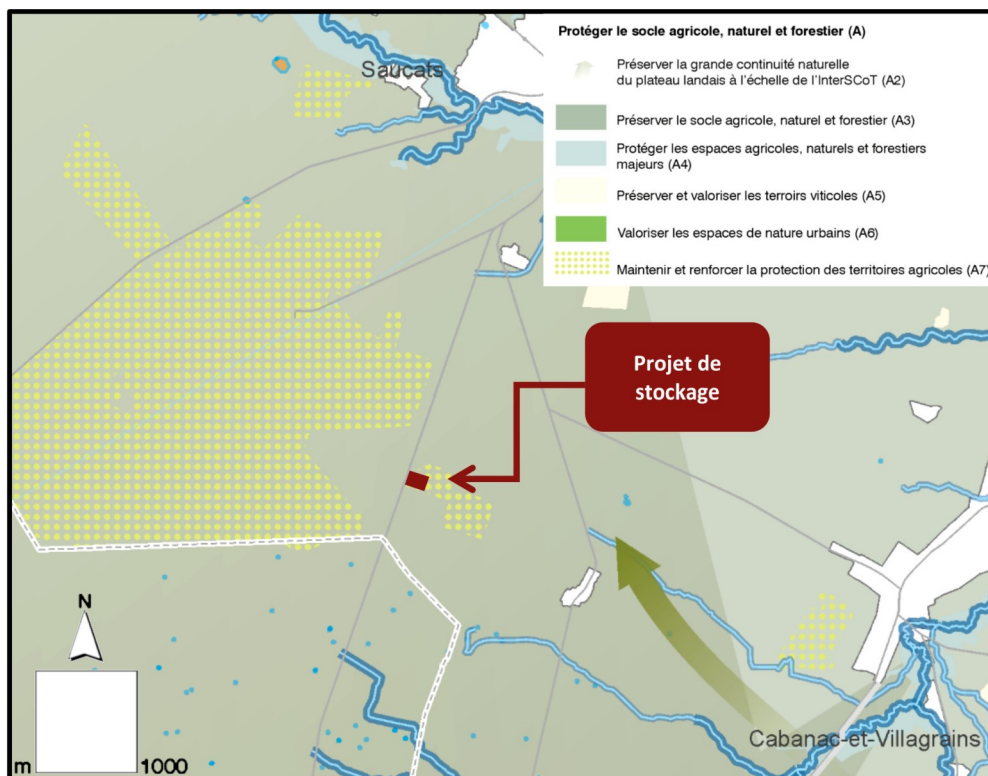 Protéger le socle agricole, naturel et forestier (A)
Préserver la grande continuité naturelle
du plateau landais à l'échelle de l'InterSCoT (A2)
Préserver le socle agricole, naturel et forestier (A3)
Protéger les espaces agricoles, naturels et forestiers
majeurs (A4)
Préserver et valoriser les terroirs viticoles (A5)
Valoriser les espaces de nature urbains (A6)
Maintenir et renforcer la protection des territoires agricoles (A7)
Saucats
Projet de
stockage
N
Cabanac-et-Villagrains
m 1000